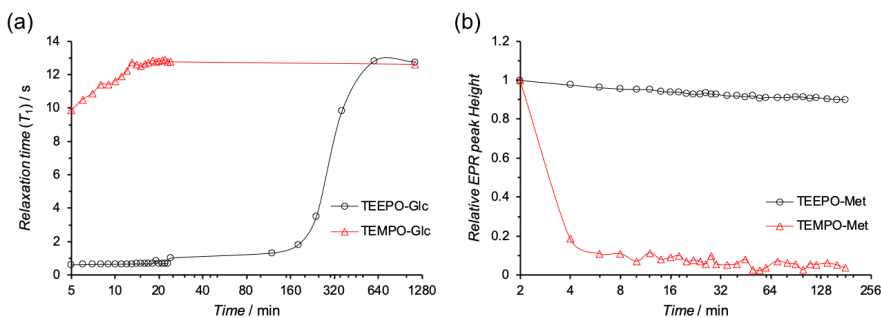 (a)
14
12
10
8
6
4
2
0
Relaxation time (T₁) / s
TEEPO-Glc
TEMPO-Glc
5 10 20 40 80 160 320 640 1280
Time / min
(b)
1.2
1
0.8
0.6
0.4
0.2
0
Relative EPR peak Height
TEEPO-Met
TEMPO-Met
2 4 8 16 32 64 128 256
Time / min